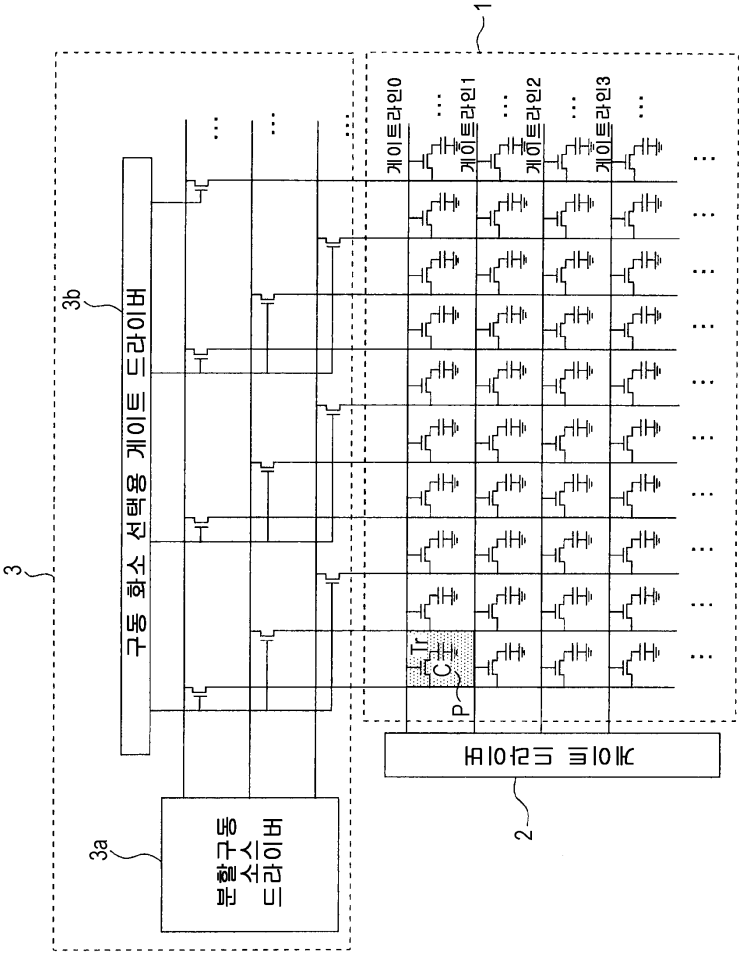 3
3b
구동 화소 선택용 게이트 드라이버
3a
분할구동
소스
드라이버
...
...
...
1
게이트라인0
...
게이트라인1
...
게이트라인2
...
게이트라인3
...
Tr
C
P
2
게이트 드라이버
... ... ... ... ... ... ... ... ... ...